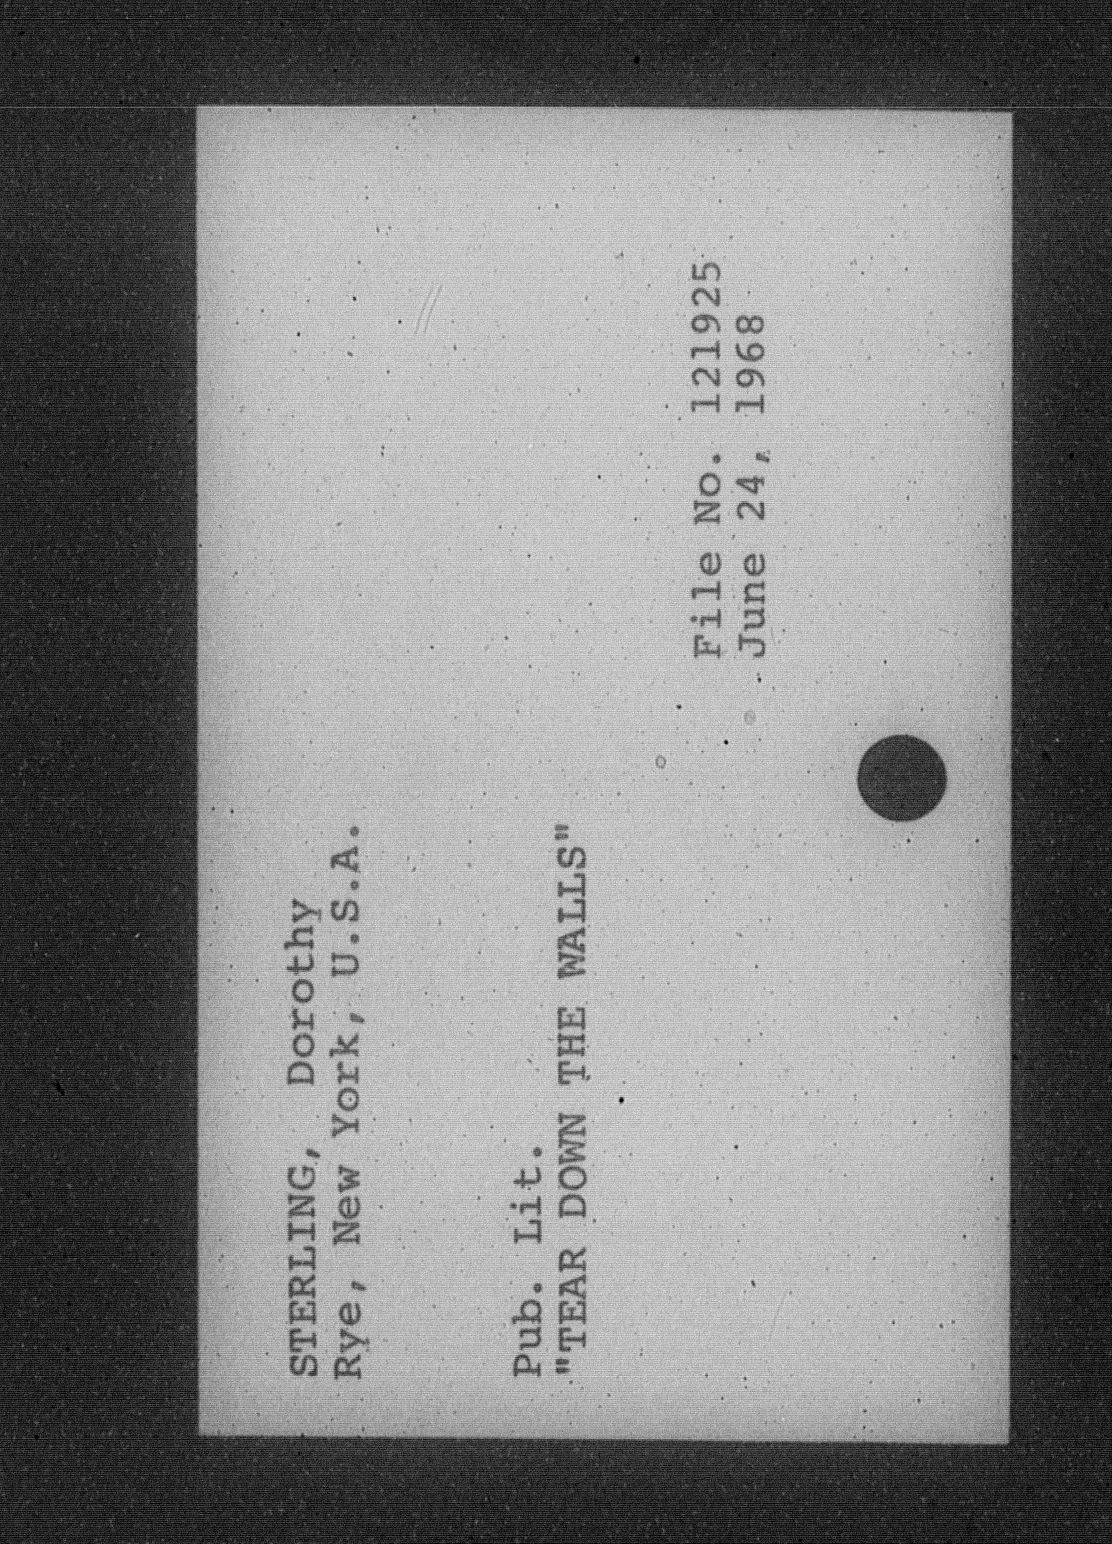 STERLING, Dorothy
Rye, New York, U.S.A.
Pub. Lit.
"TEAR DOWN THE WALLS"
File No. 121925
June 24, 1968